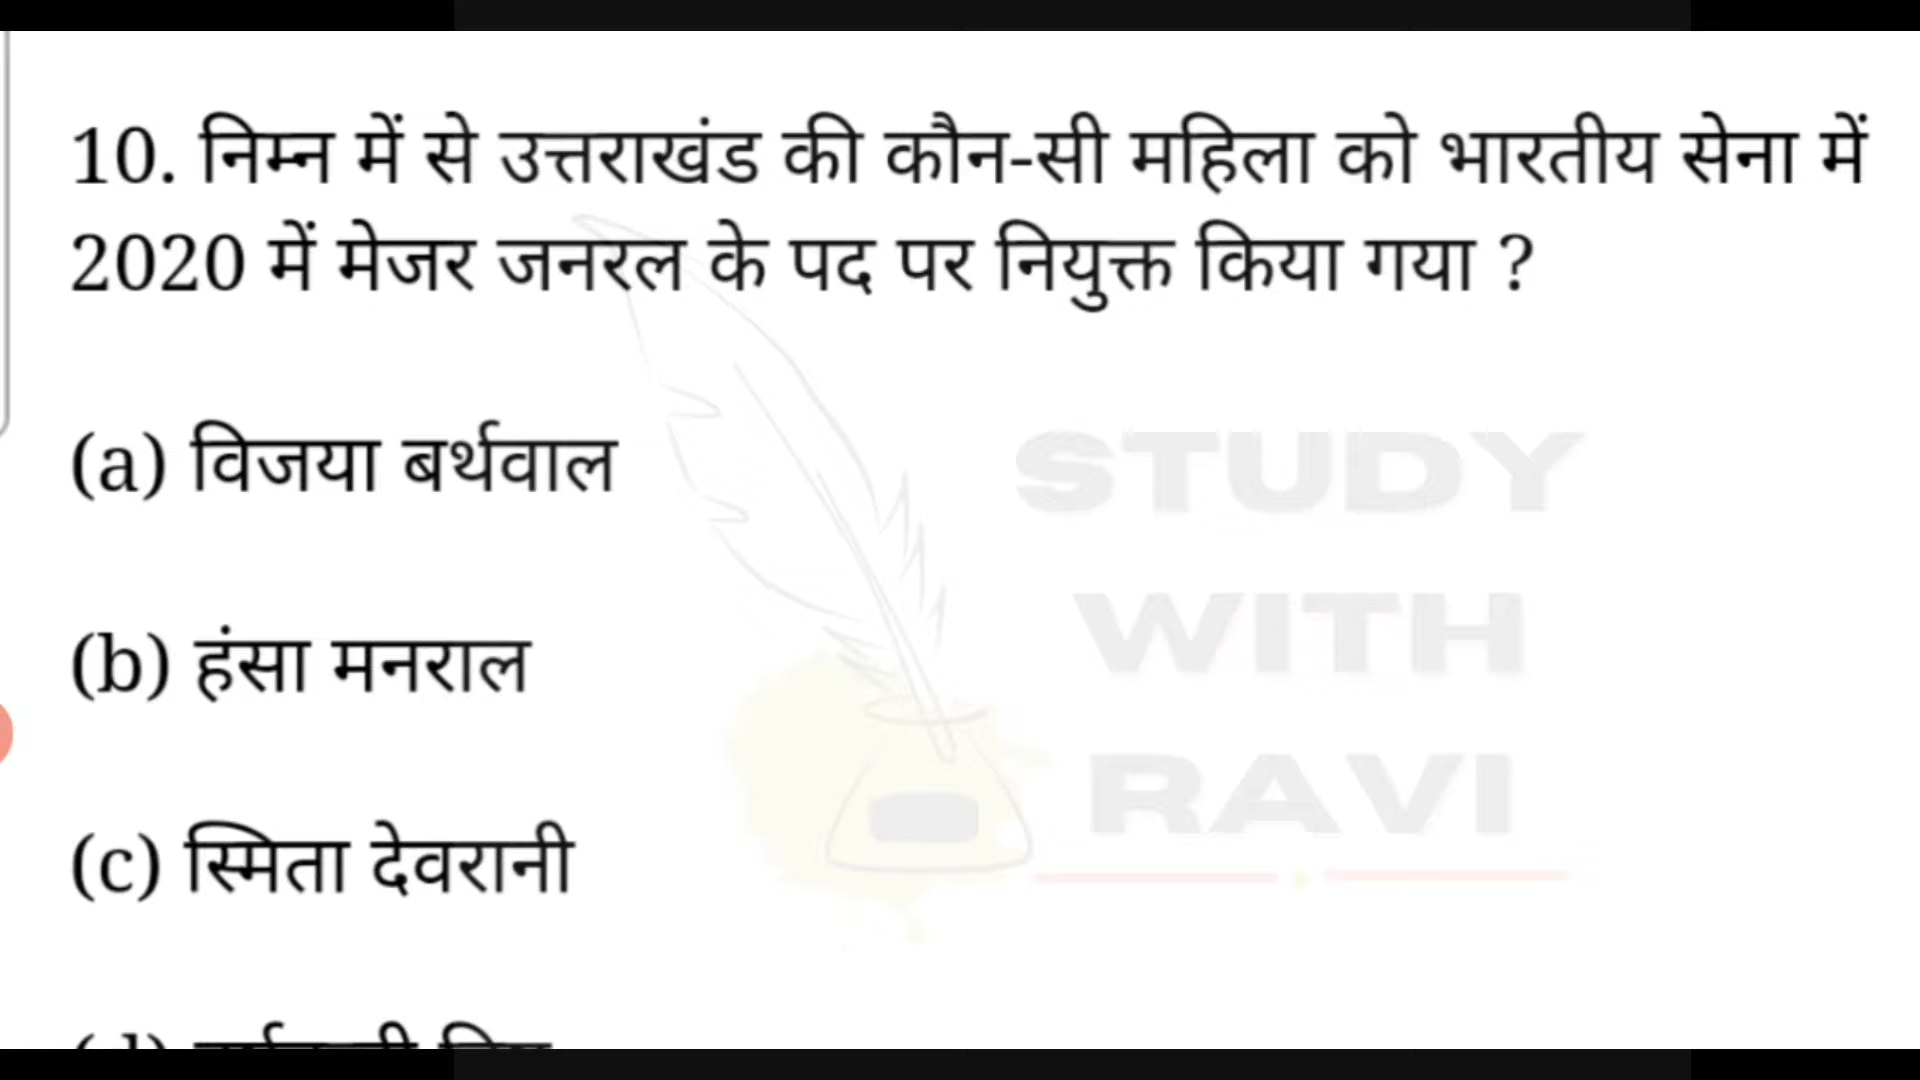 10. निम्न में से उत्तराखंड की कौन-सी महिला को भारतीय सेना में
2020 में मेजर जनरल के पद पर नियुक्त किया गया ?
(a) विजया बर्थवाल
(b) हंसा मनराल
(c) स्मिता देवरानी
STUDY
WITH
RAVI